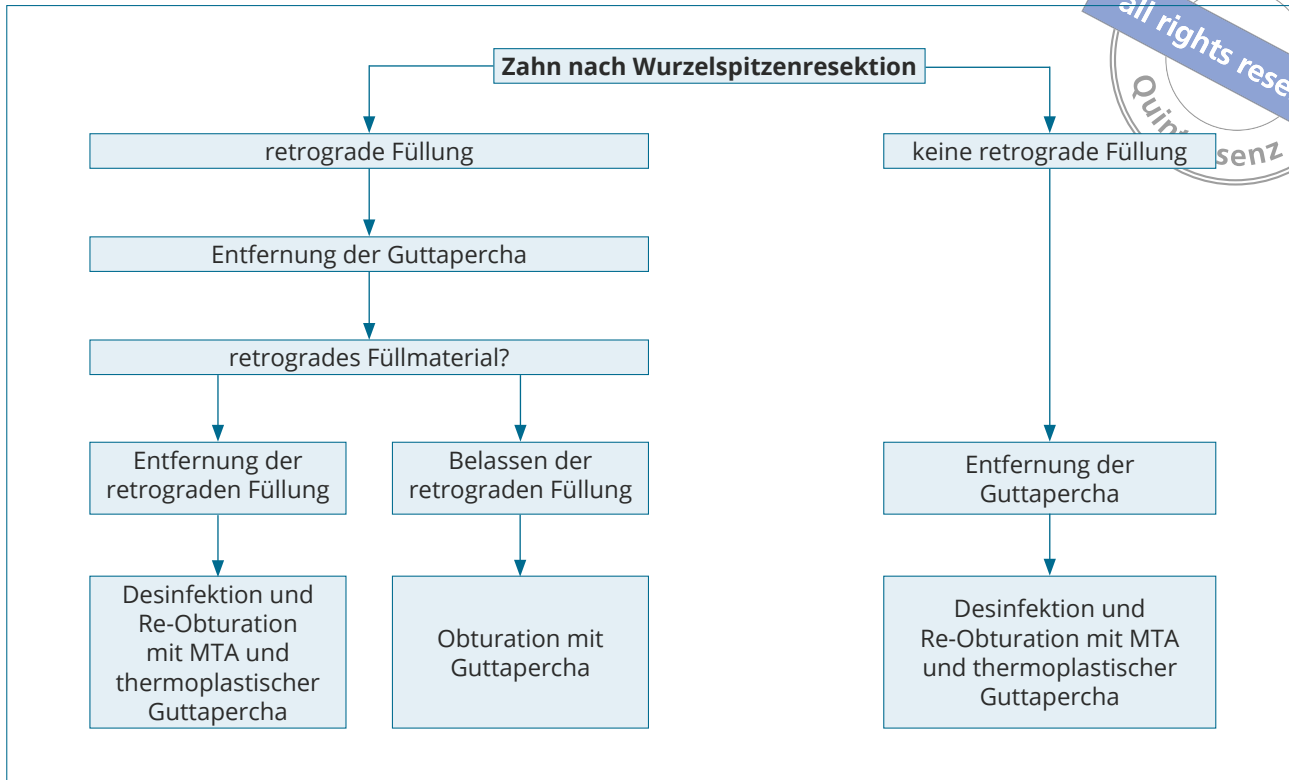 all rights rese
Quin
senz
Zahn nach Wurzelspitzenresektion
retrograde Füllung
keine retrograde Füllung
Entfernung der Guttapercha
retrogrades Füllmaterial?
Entfernung der
retrograden Füllung
Belassen der
retrograden Füllung
Entfernung der
Guttapercha
Desinfektion und
Re-Obturation
mit MTA und
thermoplastischer
Guttapercha
Obturation mit
Guttapercha
Desinfektion und
Re-Obturation mit MTA
und thermoplastischer
Guttapercha